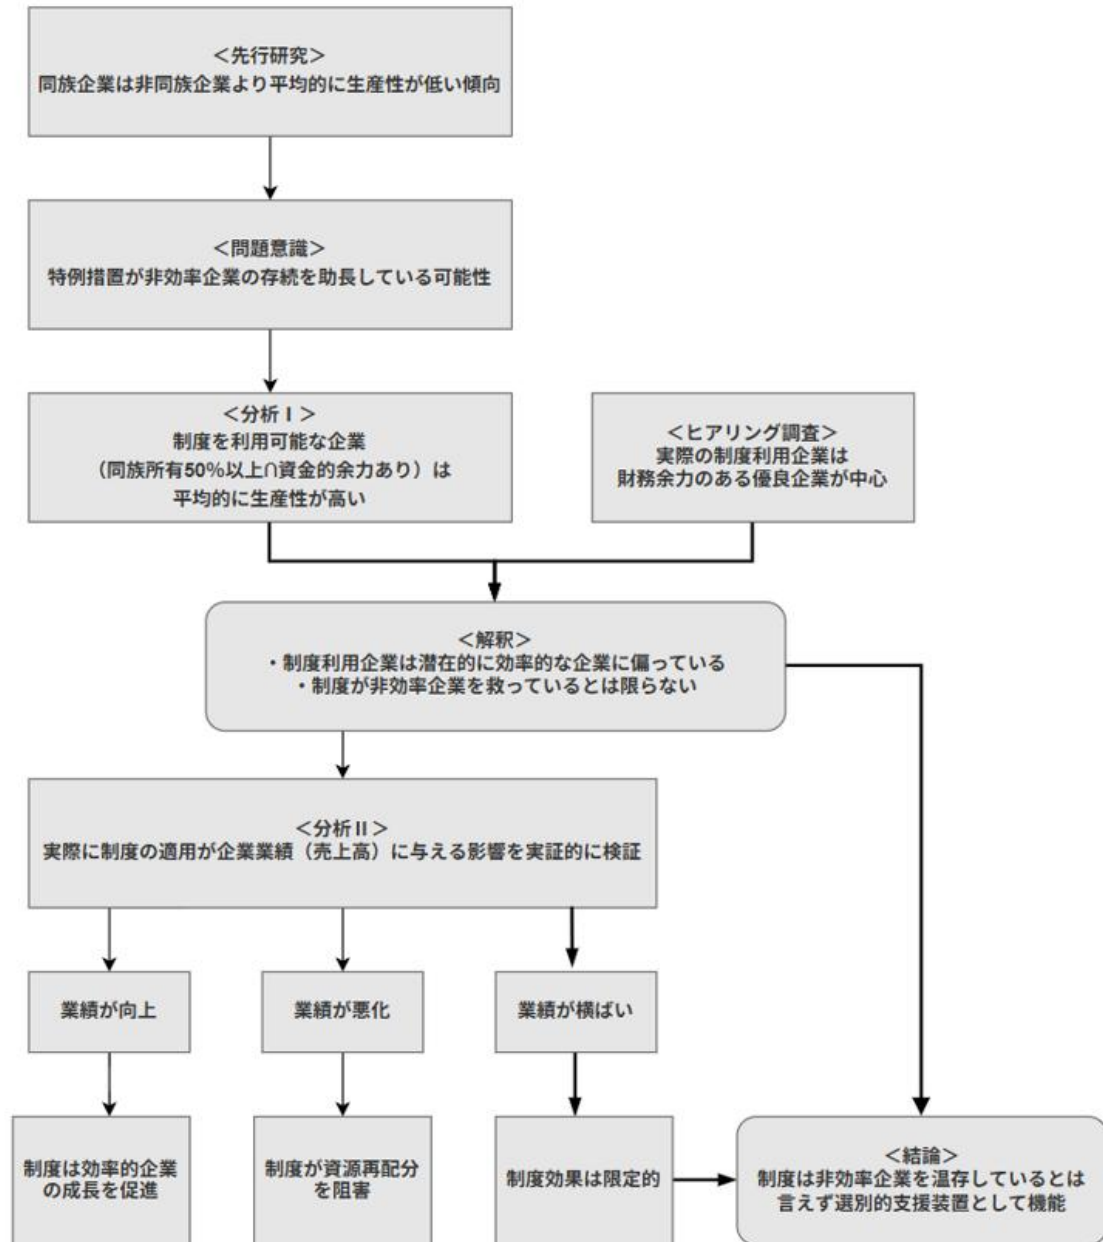 ＜先行研究＞
同族企業は非同族企業より平均的に生産性が低い傾向
＜問題意識＞
特例措置が非効率企業の存続を助長している可能性
＜分析Ⅰ＞
制度を利用可能な企業
（同族所有50%以上∩資金的余力あり）は
平均的に生産性が高い
＜ヒアリング調査＞
実際の制度利用企業は
財務余力のある優良企業が中心
＜解釈＞
・制度利用企業は潜在的に効率的な企業に偏っている
・制度が非効率企業を救っているとは限らない
＜分析Ⅱ＞
実際に制度の適用が企業業績（売上高）に与える影響を実証的に検証
業績が向上
業績が悪化
業績が横ばい
制度は効率的企業
の成長を促進
制度が資源再配分
を阻害
制度効果は限定的
＜結論＞
制度は非効率企業を温存しているとは
言えず選別的支援装置として機能